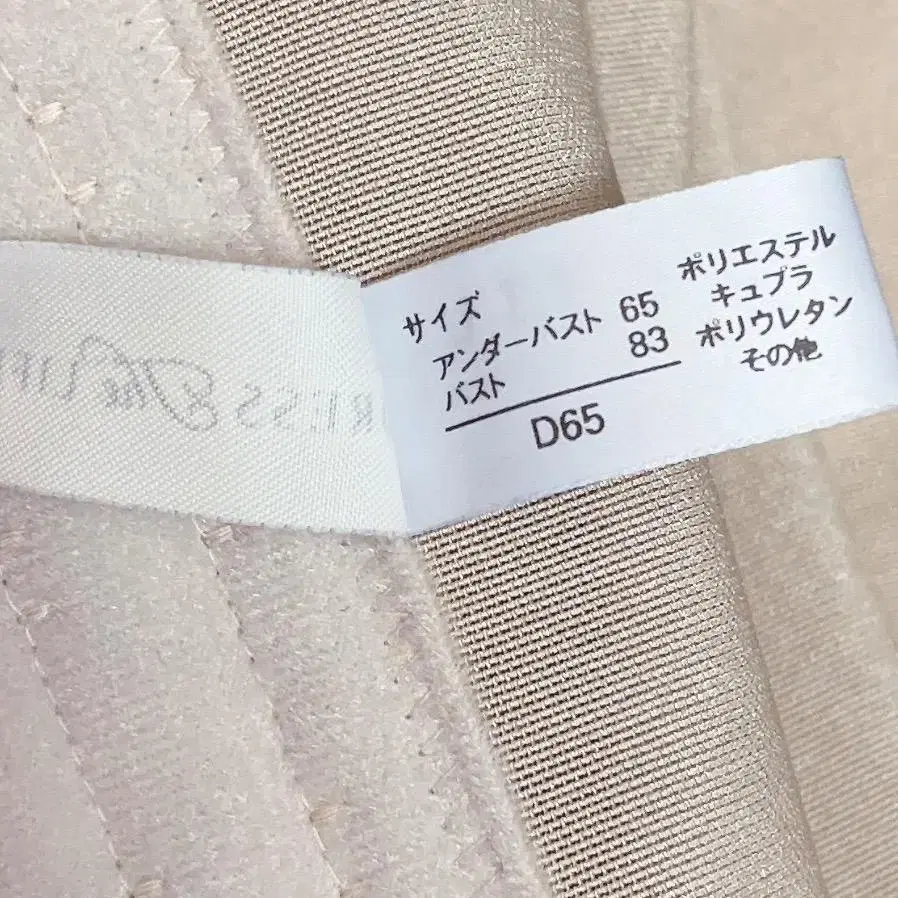 サイズ
アンダーバスト 65
バスト 83
D65
ポリエステル
キュプラ
ポリウレタン
その他